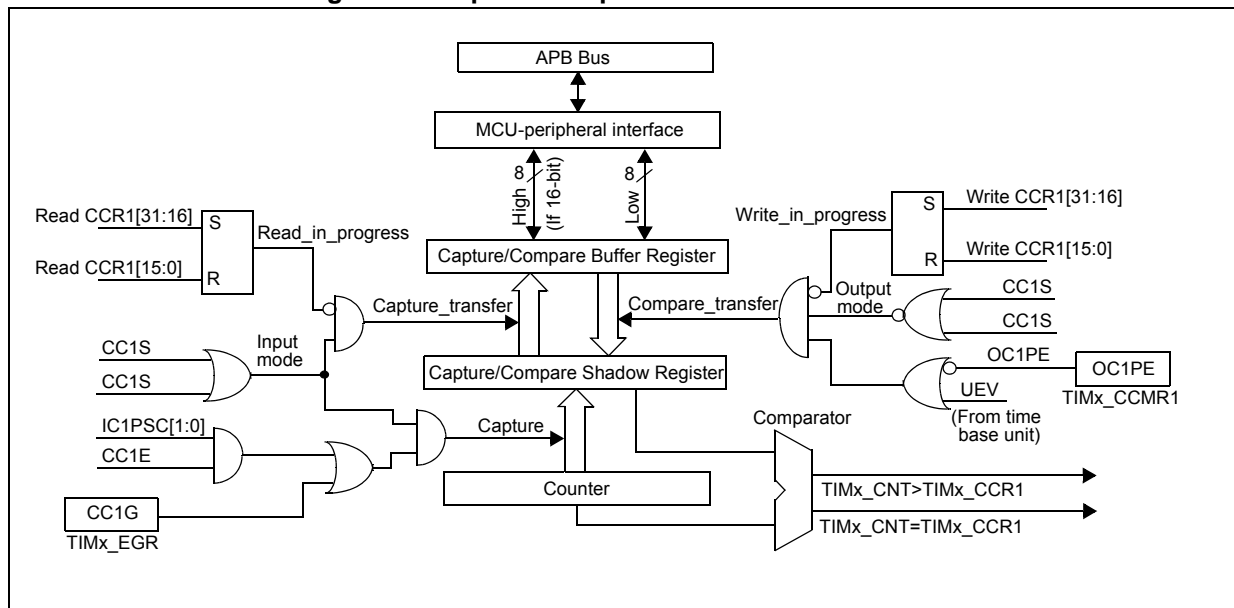 APB Bus
MCU-peripheral interface
High
(If 16-bit)
8
Low
8
Read CCR1[31:16]
S
Read_in_progress
Read CCR1[15:0]
R
Write_in_progress
S
Write CCR1[31:16]
R
Write CCR1[15:0]
Capture/Compare Buffer Register
Capture_transfer
Compare_transfer
Output
mode
CC1S
CC1S
Input
mode
CC1S
CC1S
Capture/Compare Shadow Register
OC1PE
OC1PE
UEV
TIMx_CCMR1
(From time
base unit)
IC1PSC[1:0]
CC1E
Capture
Comparator
Counter
CC1G
TIMx_EGR
TIMx_CNT>TIMx_CCR1
TIMx_CNT=TIMx_CCR1